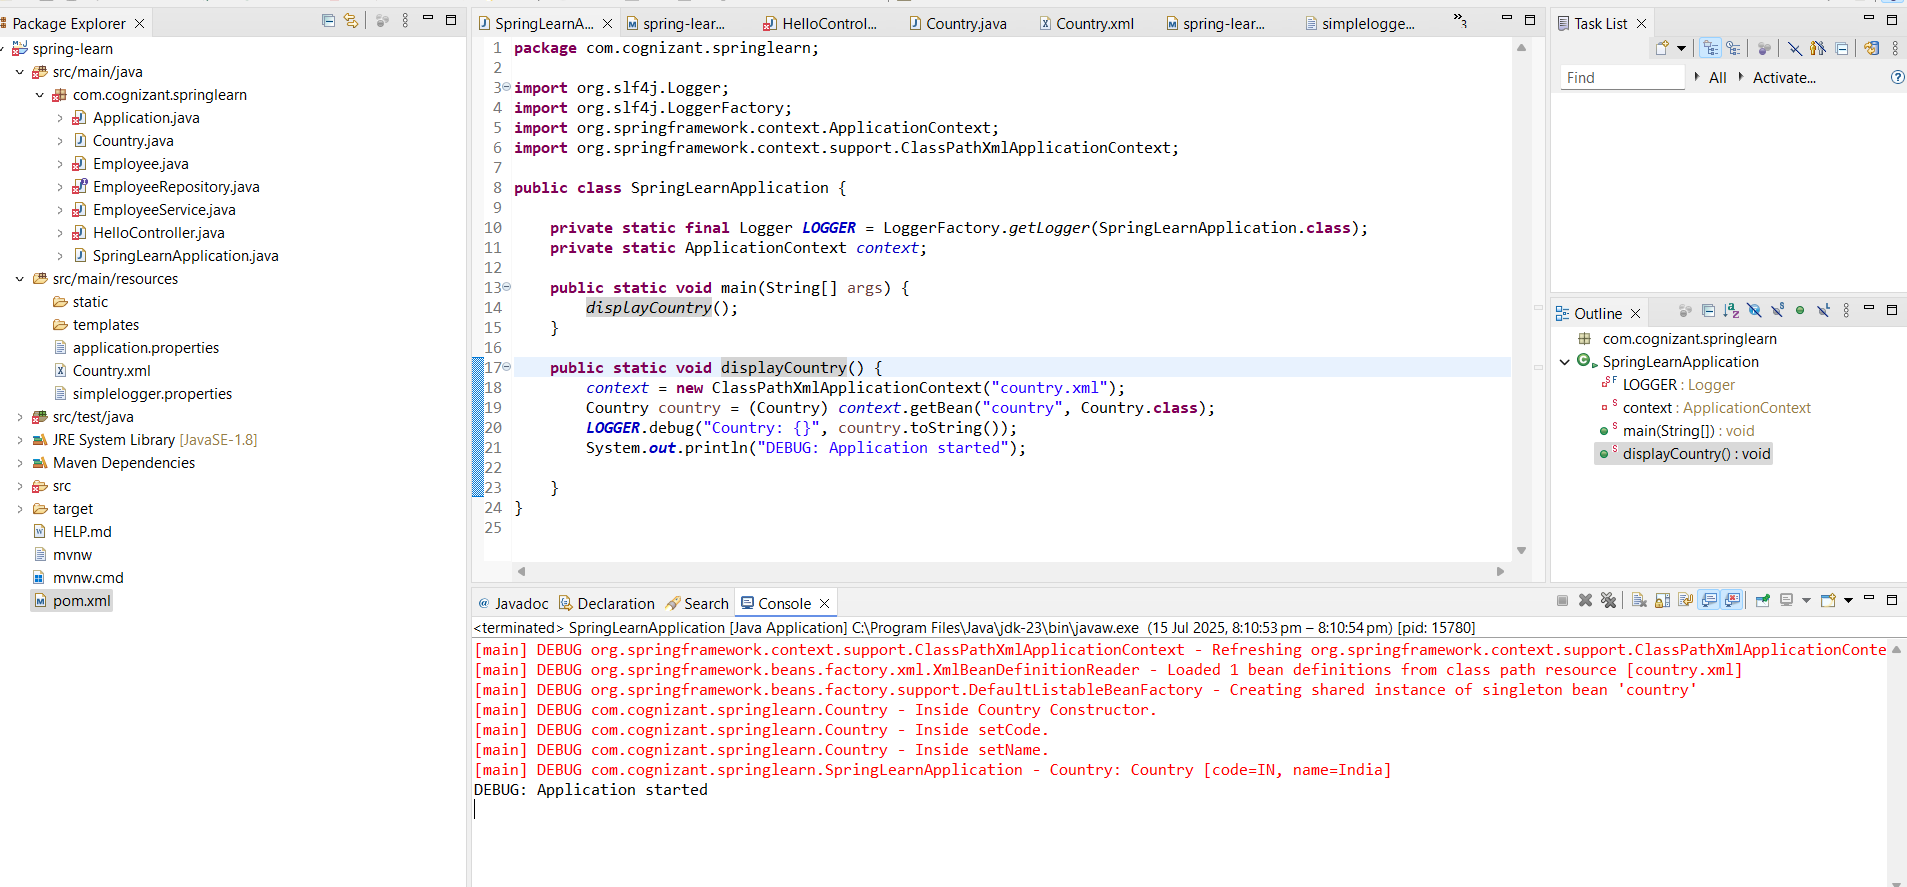 Package Explorer
spring-learn
src/main/java
com.cognizant.springlearn
Application.java
Country.java
Employee.java
EmployeeRepository.java
EmployeeService.java
HelloController.java
SpringLearnApplication.java
src/main/resources
static
templates
application.properties
Country.xml
simplelogger.properties
src/test/java
JRE System Library [JavaSE-1.8]
Maven Dependencies
src
target
HELP.md
mvnw
mvnw.cmd
pom.xml
SpringLearnA... spring-lear... HelloControl... Country.java Country.xml spring-lear... simplelogge... »3
1 package com.cognizant.springlearn;
2
3 import org.slf4j.Logger;
4 import org.slf4j.LoggerFactory;
5 import org.springframework.context.ApplicationContext;
6 import org.springframework.context.support.ClassPathXmlApplicationContext;
7
8 public class SpringLearnApplication {
9
10 private static final Logger LOGGER = LoggerFactory.getLogger(SpringLearnApplication.class);
11 private static ApplicationContext context;
12
13 public static void main(String[] args) {
14 displayCountry();
15 }
16
17 public static void displayCountry() {
18 context = new ClassPathXmlApplicationContext("country.xml");
19 Country country = (Country) context.getBean("country", Country.class);
20 LOGGER.debug("Country: {}", country.toString());
21 System.out.println("DEBUG: Application started");
22
23 }
24 }
25
Task List
Find All Activate...
Outline
com.cognizant.springlearn
SpringLearnApplication
LOGGER : Logger
context : ApplicationContext
main(String[]) : void
displayCountry() : void
@ Javadoc Declaration Search Console
<terminated> SpringLearnApplication [Java Application] C:\Program Files\Java\jdk-23\bin\javaw.exe (15 Jul 2025, 8:10:53 pm – 8:10:54 pm) [pid: 15780]
[main] DEBUG org.springframework.context.support.ClassPathXmlApplicationContext - Refreshing org.springframework.context.support.ClassPathXmlApplicationConte
[main] DEBUG org.springframework.beans.factory.xml.XmlBeanDefinitionReader - Loaded 1 bean definitions from class path resource [country.xml]
[main] DEBUG org.springframework.beans.factory.support.DefaultListableBeanFactory - Creating shared instance of singleton bean 'country'
[main] DEBUG com.cognizant.springlearn.Country - Inside Country Constructor.
[main] DEBUG com.cognizant.springlearn.Country - Inside setCode.
[main] DEBUG com.cognizant.springlearn.Country - Inside setName.
[main] DEBUG com.cognizant.springlearn.SpringLearnApplication - Country: Country [code=IN, name=India]
DEBUG: Application started